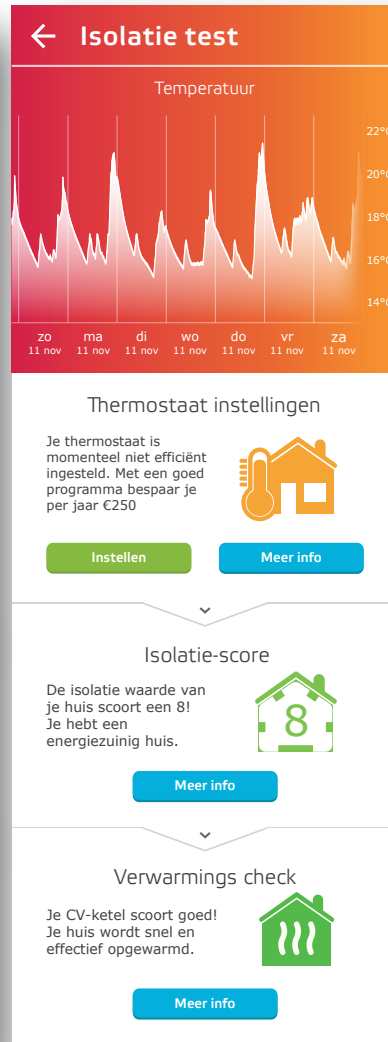 Isolatie test
Temperatuur
22°C
20°C
18°C
16°C
14°C
zo ma di wo do vr za
11 nov 11 nov 11 nov 11 nov 11 nov 11 nov 11 nov
Thermostaat instellingen
Je thermostaat is
momenteel niet efficiënt
ingesteld. Met een goed
programma bespaar je
per jaar €250
Instellen Meer info
Isolatie-score
De isolatie waarde van
je huis scoort een 8!
Je hebt een
energiezuinig huis.
8
Meer info
Verwarmings check
Je CV-ketel scoort goed!
Je huis wordt snel en
effectief opgewarmd.
Meer info